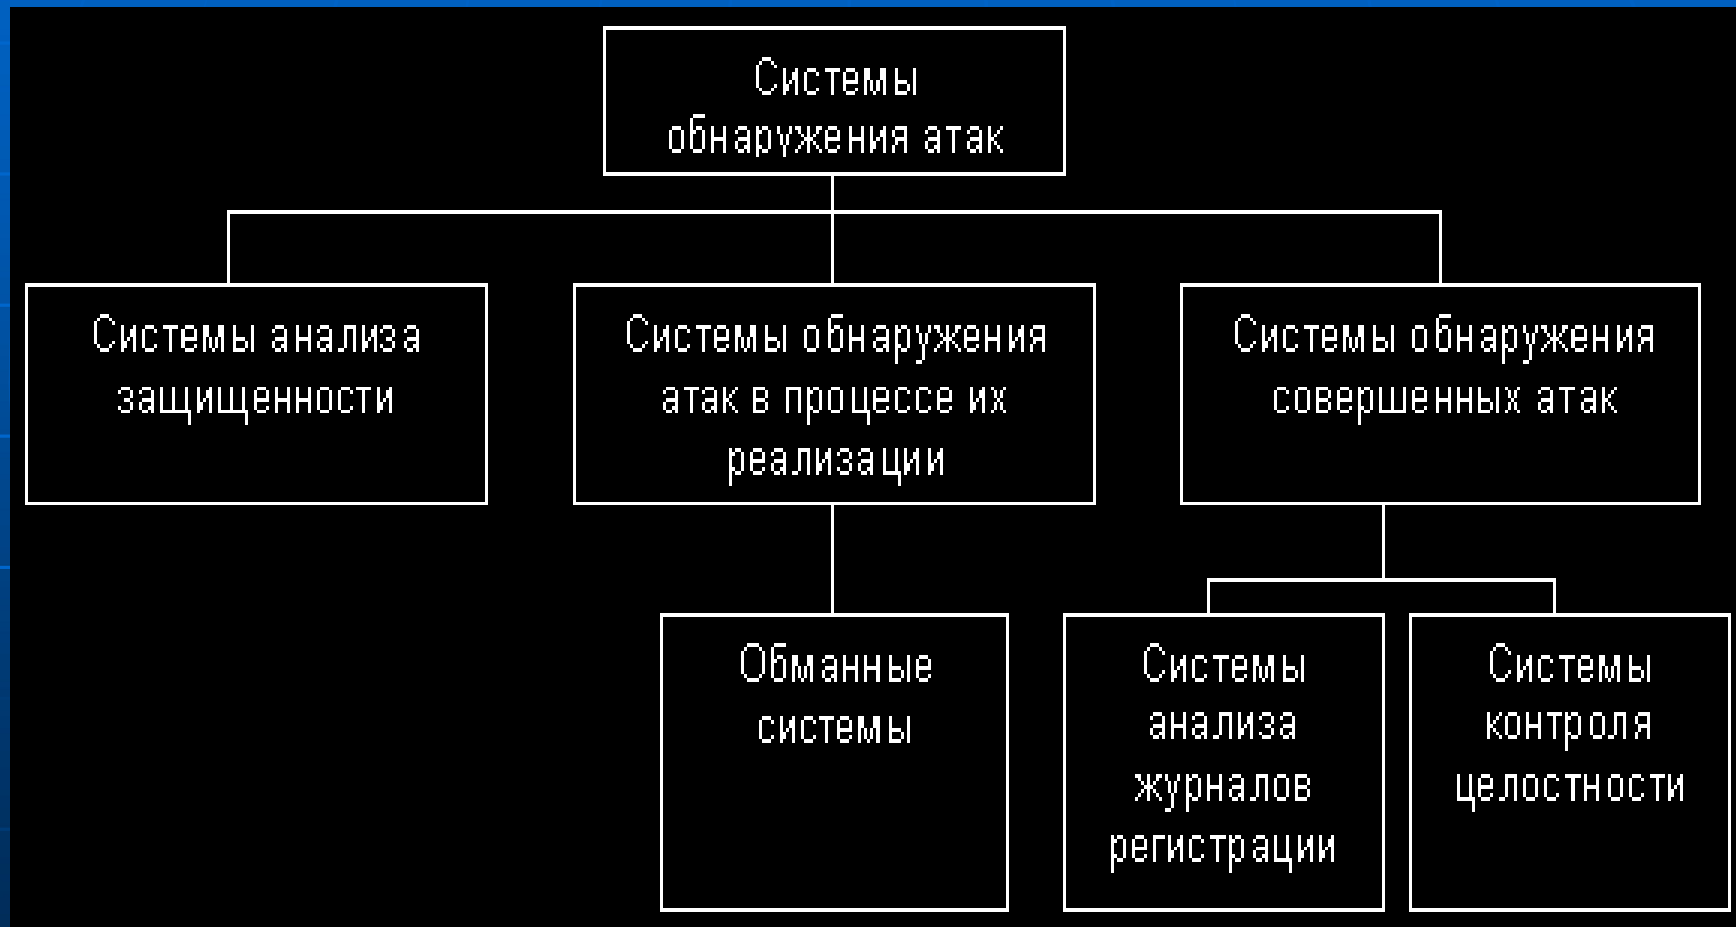 Системы
обнаружения атак
Системы анализа
защищенности
Системы обнаружения
атак в процессе их
реализации
Системы обнаружения
совершенных атак
Обманные
системы
Системы
анализа
журналов
регистрации
Системы
контроля
целостности